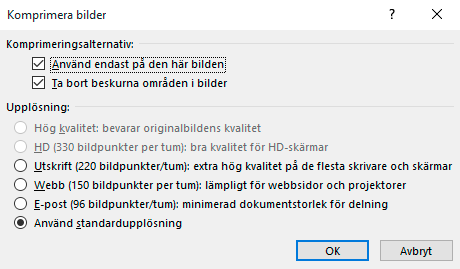 Komprimera bilder
Komprimeringsalternativ:
Använd endast på den här bilden
Ta bort beskurna områden i bilder
Upplösning:
Hög kvalitet: bevarar originalbildens kvalitet
HD (330 bildpunkter per tum): bra kvalitet för HD-skärmar
Utskrift (220 bildpunkter/tum): extra hög kvalitet på de flesta skrivare och skärmar
Webb (150 bildpunkter per tum): lämpligt för webbsidor och projektorer
E-post (96 bildpunkter/tum): minimerad dokumentstorlek för delning
Använd standardupplösning
OK
Avbryt